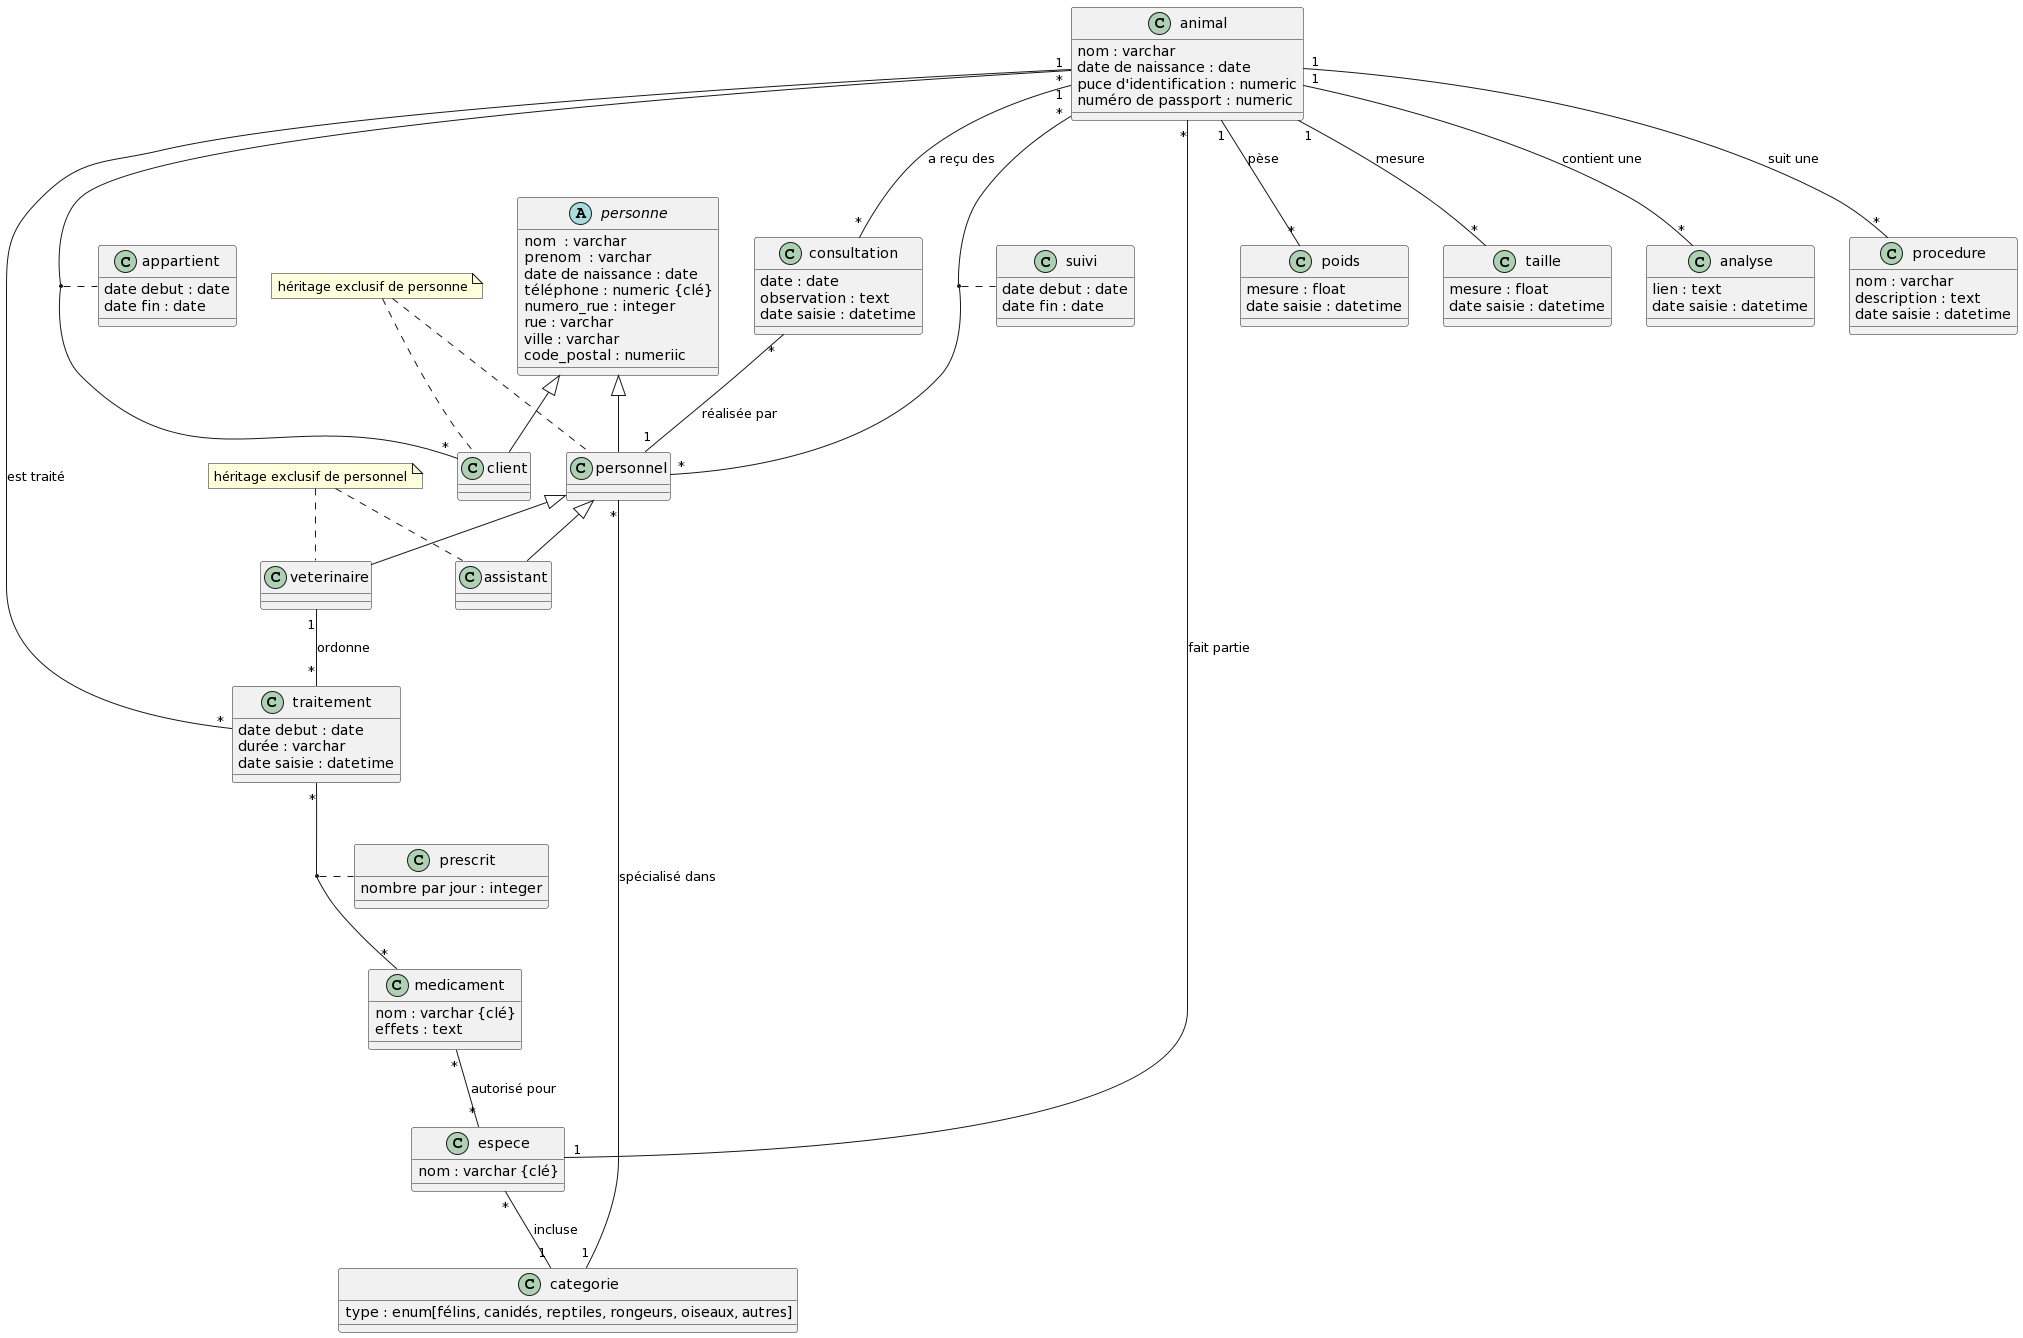 C animal
nom : varchar
date de naissance : date
puce d'identification : numeric
numéro de passport : numeric
1
*
1
*
1
1
*
1
1
a reçu des
pèse
mesure
contient une
suit une
*
*
*
*
*
A personne
nom : varchar
prenom : varchar
date de naissance : date
téléphone : numeric {clé}
numero_rue : integer
rue : varchar
ville : varchar
code_postal : numeriic
C appartient
date debut : date
date fin : date
héritage exclusif de personne
C consultation
date : date
observation : text
date saisie : datetime
C suivi
date debut : date
date fin : date
C poids
mesure : float
date saisie : datetime
C taille
mesure : float
date saisie : datetime
C analyse
lien : text
date saisie : datetime
C procedure
nom : varchar
description : text
date saisie : datetime
*
réalisée par
1
*
*
C client
C personnel
*
héritage exclusif de personnel
est traité
C veterinaire
C assistant
1
ordonne
*
fait partie
*
C traitement
date debut : date
durée : varchar
date saisie : datetime
*
C prescrit
nombre par jour : integer
spécialisé dans
*
C medicament
nom : varchar {clé}
effets : text
*
autorisé pour
*
C espece
nom : varchar {clé}
1
*
incluse
1
1
C categorie
type : enum[félins, canidés, reptiles, rongeurs, oiseaux, autres]